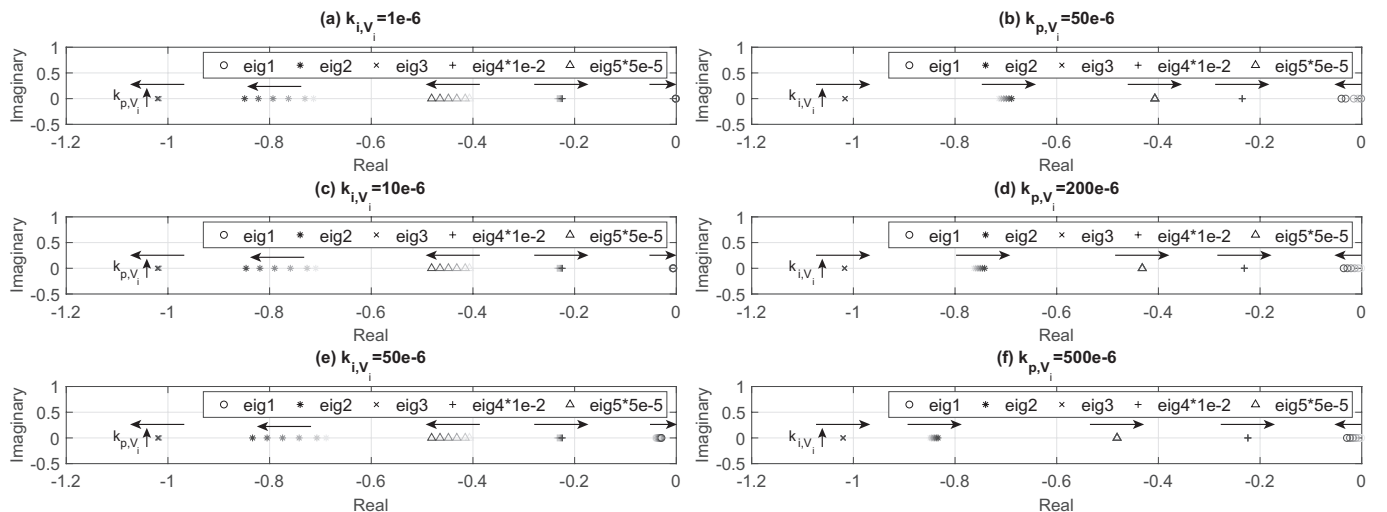 (a) k_{i,V_i}=1e-6
Imaginary
1
0.5
0
-0.5
eig1 eig2 eig3 eig4*1e-2 eig5*5e-5
k_{p,V_i}
-1.2 -1 -0.8 -0.6 -0.4 -0.2 0
Real
(b) k_{p,V_i}=50e-6
Imaginary
1
0.5
0
-0.5
eig1 eig2 eig3 eig4*1e-2 eig5*5e-5
k_{i,V_i}
-1.2 -1 -0.8 -0.6 -0.4 -0.2 0
Real
(c) k_{i,V_i}=10e-6
Imaginary
1
0.5
0
-0.5
eig1 eig2 eig3 eig4*1e-2 eig5*5e-5
k_{p,V_i}
-1.2 -1 -0.8 -0.6 -0.4 -0.2 0
Real
(d) k_{p,V_i}=200e-6
Imaginary
1
0.5
0
-0.5
eig1 eig2 eig3 eig4*1e-2 eig5*5e-5
k_{i,V_i}
-1.2 -1 -0.8 -0.6 -0.4 -0.2 0
Real
(e) k_{i,V_i}=50e-6
Imaginary
1
0.5
0
-0.5
eig1 eig2 eig3 eig4*1e-2 eig5*5e-5
k_{p,V_i}
-1.2 -1 -0.8 -0.6 -0.4 -0.2 0
Real
(f) k_{p,V_i}=500e-6
Imaginary
1
0.5
0
-0.5
eig1 eig2 eig3 eig4*1e-2 eig5*5e-5
k_{i,V_i}
-1.2 -1 -0.8 -0.6 -0.4 -0.2 0
Real